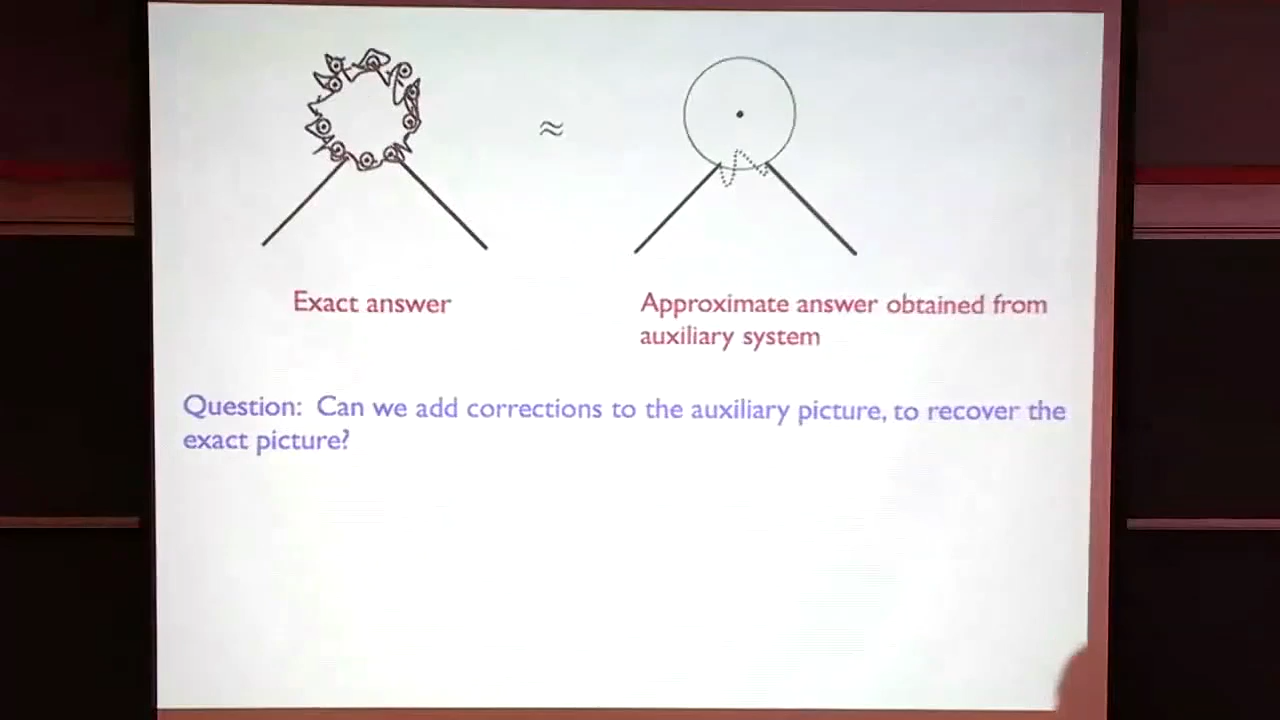 ≈
Exact answer
Approximate answer obtained from
auxiliary system
Question: Can we add corrections to the auxiliary picture, to recover the
exact picture?